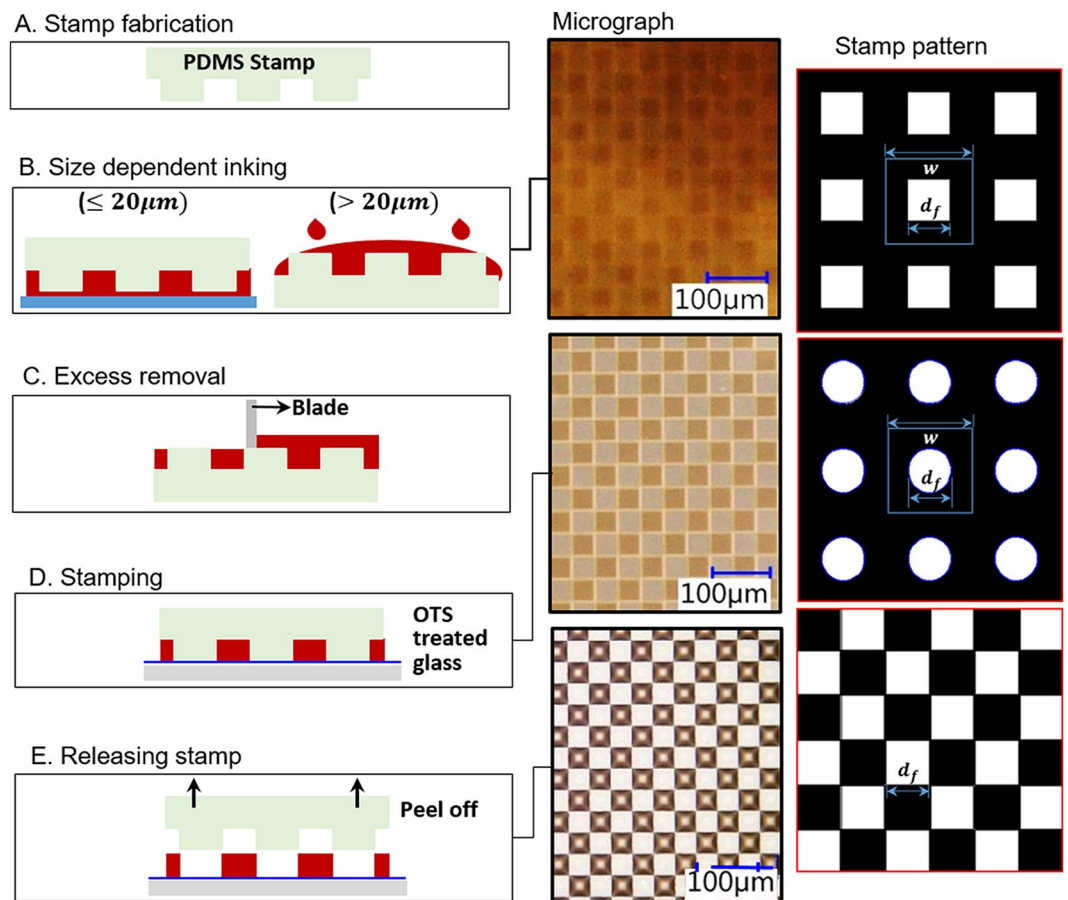 A. Stamp fabrication
PDMS Stamp
B. Size dependent inking
(≤ 20μm)
(> 20μm)
C. Excess removal
Blade
D. Stamping
OTS
treated
glass
E. Releasing stamp
Peel off
Micrograph
100μm
100μm
100μm
Stamp pattern
w
d_f
w
d_f
d_f